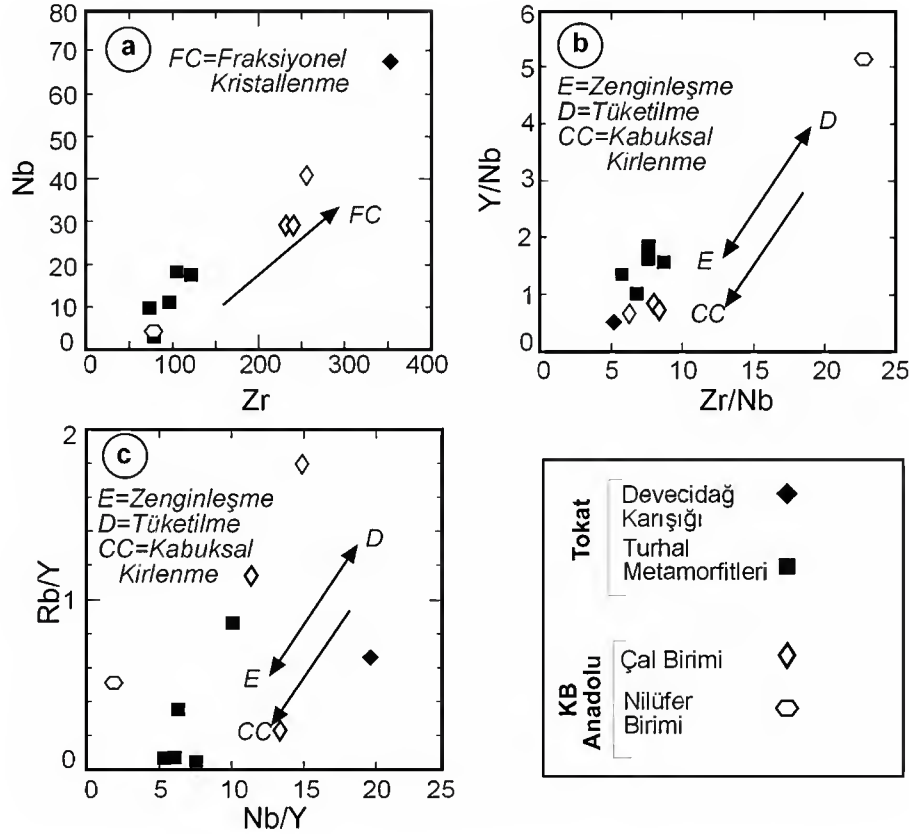 a
FC=Fraksiyonel
Kristallenme
80
70
60
50
40
30
20
10
0
Nb
FC
0
100
200
300
400
Zr
b
E=Zenginleşme
D=Tüketilme
CC=Kabuksal
Kirlenme
6
5
4
3
2
1
0
Y/Nb
D
E
CC
0
5
10
15
20
25
Zr/Nb
c
E=Zenginleşme
D=Tüketilme
CC=Kabuksal
Kirlenme
2
1
0
Rb/Y
D
E
CC
0
5
10
15
20
25
Nb/Y
Tokat
Devecidağ
Karışığı
Turhal
Metamorfitleri
KB
Anadolu
Çal Birimi
Nilüfer
Birimi